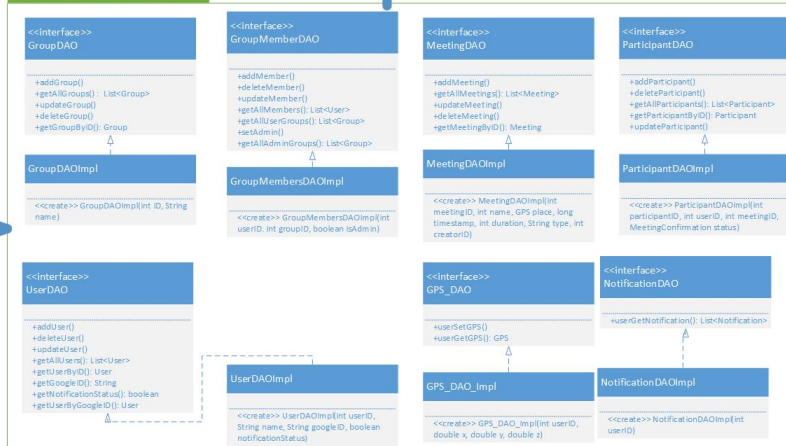 <<interface>>
GroupDAO
+addGroup()
+getAllGroups() : List<Group>
+updateGroup()
+deleteGroup()
+getGroupByID(): Group
GroupDAOImpl
<<create>> GroupDAOImpl(int ID, String
name)
<<interface>>
GroupMemberDAO
+addMember()
+deleteMember()
+updateMember()
+getAllMembers(): List<User>
+getAllUserGroups(): List<Group>
+setAdmin()
+getAllAdminGroups(): List<Group>
GroupMembersDAOImpl
<<create>> GroupMembersDAOImpl(int
userID. int groupID, boolean IsAdmin)
<<interface>>
MeetingDAO
+addMeeting()
+getAllMeetings(): List<Meeting>
+updateMeeting()
+deleteMeeting()
+getMeetingByID(): Meeting
MeetingDAOImpl
<<create>> MeetingDAOImpl(int
meetingID, int name, GPS place, long
timestamp, int duration, String type, int
creatorID)
<<interface>>
ParticipantDAO
+addParticipant()
+deleParticipant()
+getAllParticipants(): List<Participant>
+getParticipantByID(): Participant
+updateParticipant()
ParticipantDAOImpl
<<create>> ParticipantDAOimpl(int
participantID, int userID, int meetingID,
MeetingConfirmation status)
<<interface>>
UserDAO
+addUser()
+deleteUser()
+updateUser()
+getAllUsers(): List<User>
+getUserByID(): User
+getGoogleID(): String
+getNotificationStatus(): boolean
+getUserByGoogleID(): User
UserDAOImpl
<<create>> UserDAOImpl(int userID,
String name, String googleID, boolean
notificationStatus)
<<interface>>
GPS_DAO
+userSetGPS()
+userGetGPS(): GPS
GPS_DAO_Impl
<<create>> GPS_DAO_Impl(int userID,
double x, double y, double z)
<<interface>>
NotificationDAO
+userGetNotification(): List<Notification>
NotificationDAOImpl
<<create>> NotificationDAOImpl(int
userID)